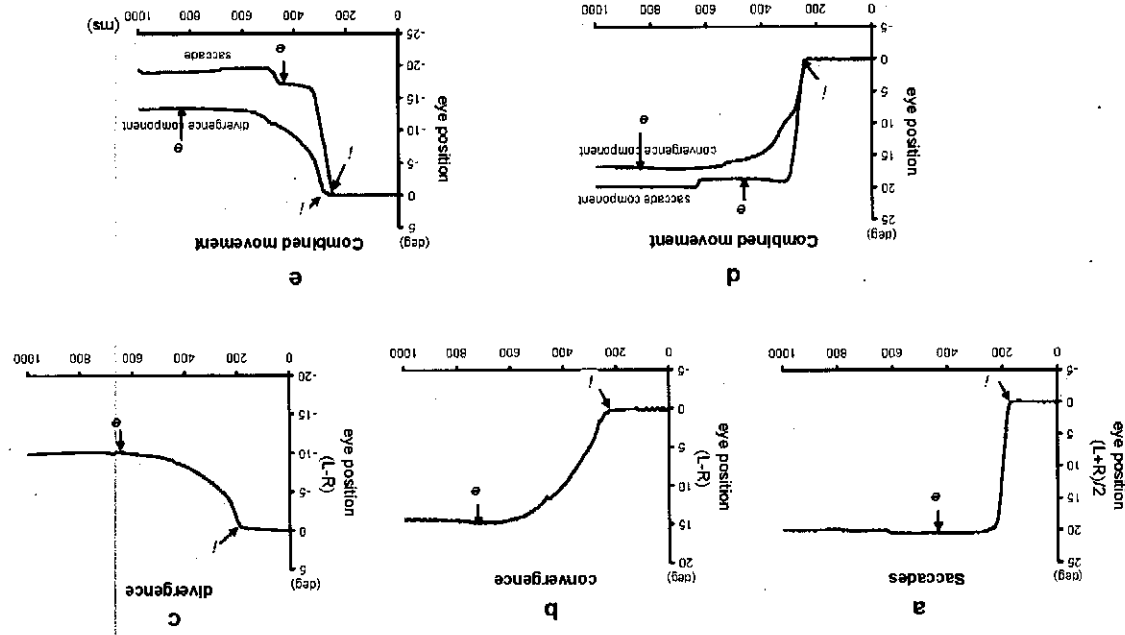 a
Saccades
(deg)
25
20
15
10
5
0
-5
eye position
(L+R)/2
e
i
0 200 400 600 800 1000
b
convergence
(deg)
20
15
10
5
0
-5
eye position
(L-R)
e
i
0 200 400 600 800 1000
c
divergence
(deg)
5
0
-5
-10
-15
-20
eye position
(L-R)
i
e
0 200 400 600 800 1000
d
Combined movement
(deg)
25
20
15
10
5
0
-5
eye position
e
saccade component
convergence component
e
i
0 200 400 600 800 1000
e
Combined movement
(deg)
5
0
-5
-10
-15
-20
-25
eye position
i
i
e
divergence component
e
saccade
0 200 400 600 800 1000
(ms)